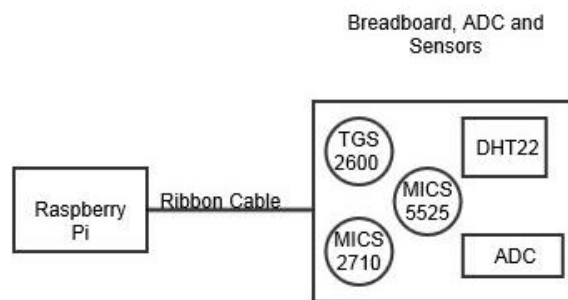 Breadboard, ADC and
Sensors
TGS
2600
DHT22
MICS
5525
Raspberry
Pi
Ribbon Cable
MICS
2710
ADC